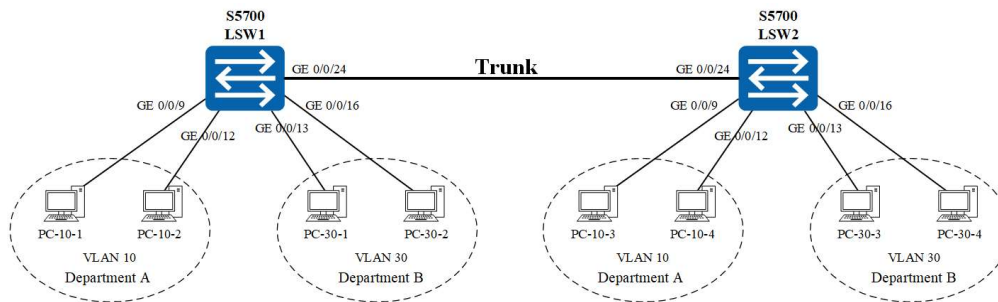 S5700
LSW1
S5700
LSW2
GE 0/0/24
Trunk
GE 0/0/24
GE 0/0/9
GE 0/0/16
GE 0/0/9
GE 0/0/16
GE 0/0/12
GE 0/0/13
GE 0/0/12
GE 0/0/13
PC-10-1
PC-10-2
PC-30-1
PC-30-2
PC-10-3
PC-10-4
PC-30-3
PC-30-4
VLAN 10
VLAN 30
VLAN 10
VLAN 30
Department A
Department B
Department A
Department B